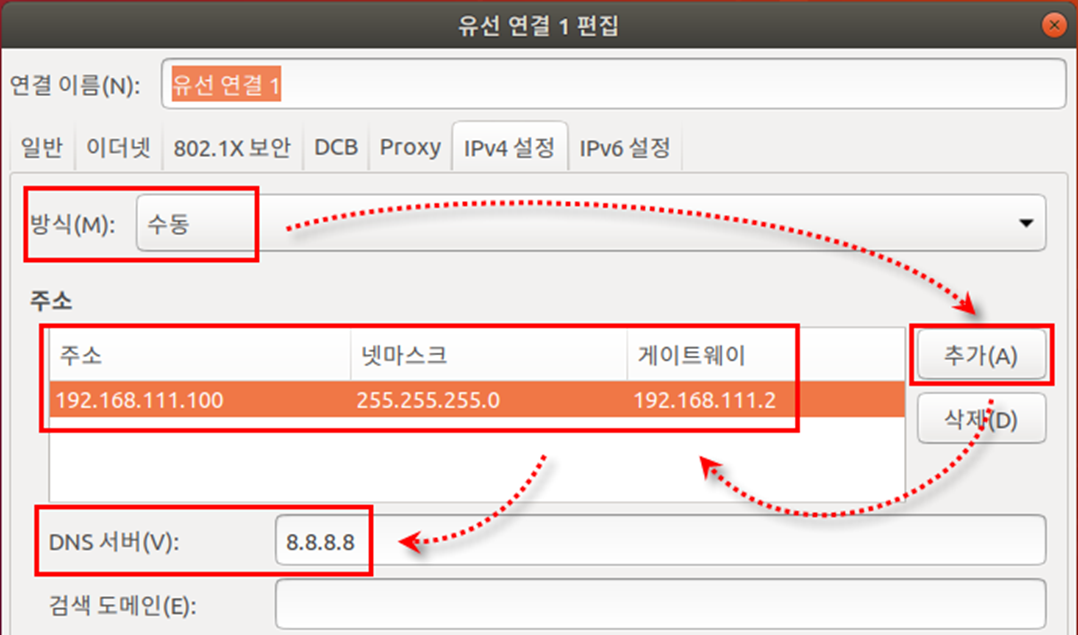 유선 연결 1 편집
연결 이름(N): 유선 연결 1
일반 이더넷 802.1X 보안 DCB Proxy IPv4 설정 IPv6 설정
방식(M): 수동
주소
주소 넷마스크 게이트웨이 추가(A)
192.168.111.100 255.255.255.0 192.168.111.2
삭제(D)
DNS 서버(V): 8.8.8.8
검색 도메인(E):